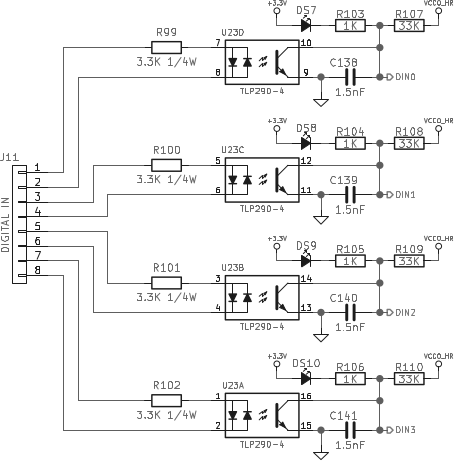 +3.3V DS7 R103 1K R107 33K VCCO_HR
R99 3.3K 1/4W
U23D 7 8 10 9 TLP290-4
C138 1.5nF DIN0
+3.3V DS8 R104 1K R108 33K VCCO_HR
R100 3.3K 1/4W
U23C 5 6 12 11 TLP290-4
C139 1.5nF DIN1
J11
DIGITAL IN
1
2
3
4
5
6
7
8
+3.3V DS9 R105 1K R109 33K VCCO_HR
R101 3.3K 1/4W
U23B 3 4 14 13 TLP290-4
C140 1.5nF DIN2
+3.3V DS10 R106 1K R110 33K VCCO_HR
R102 3.3K 1/4W
U23A 1 2 16 15 TLP290-4
C141 1.5nF DIN3